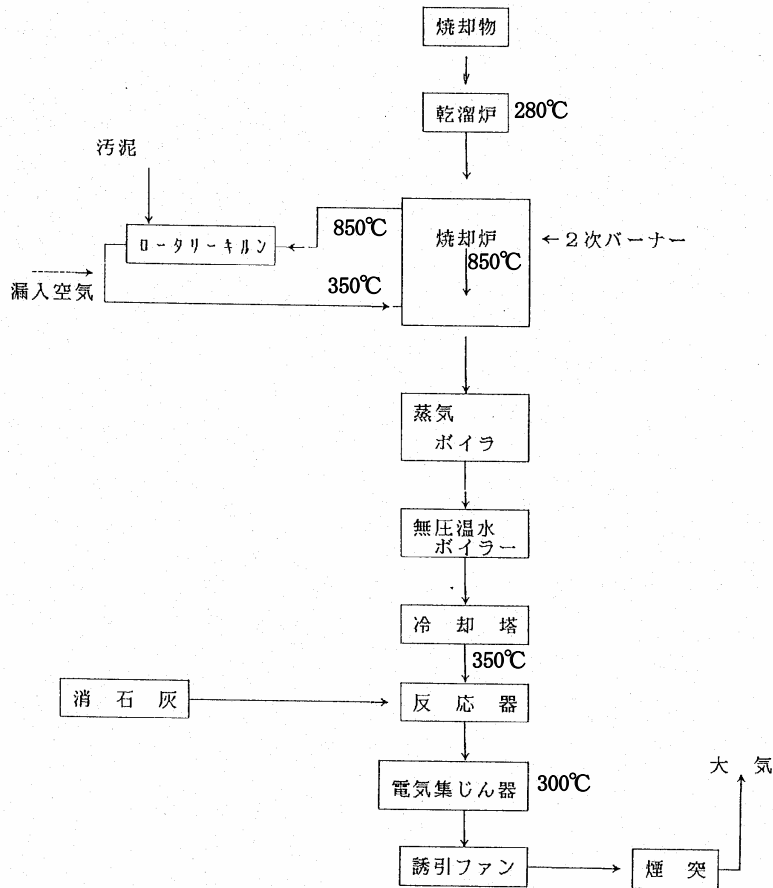 焼却物
乾溜炉
280℃
汚泥
ロータリーキルン
850℃
焼却炉
850℃
←2次バーナー
漏入空気
350℃
蒸気
ボイラ
無圧温水
ボイラー
冷却塔
350℃
消石灰
反応器
電気集じん器
300℃
大気
誘引ファン
煙突